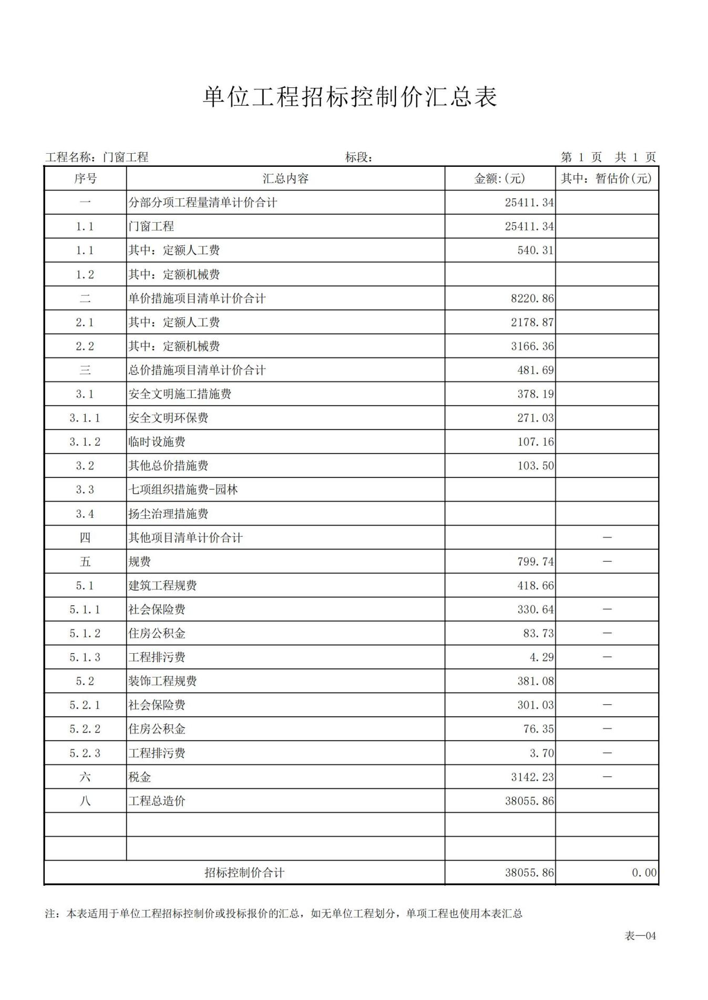 单位工程招标控制价汇总表
工程名称：门窗工程 标段： 第 1 页 共 1 页
序号 汇总内容 金额:(元) 其中：暂估价(元)
一 分部分项工程量清单计价合计 25411.34
1.1 门窗工程 25411.34
1.1 其中：定额人工费 540.31
1.2 其中：定额机械费
二 单价措施项目清单计价合计 8220.86
2.1 其中：定额人工费 2178.87
2.2 其中：定额机械费 3166.36
三 总价措施项目清单计价合计 481.69
3.1 安全文明施工措施费 378.19
3.1.1 安全文明环保费 271.03
3.1.2 临时设施费 107.16
3.2 其他总价措施费 103.50
3.3 七项组织措施费-园林
3.4 扬尘治理措施费
四 其他项目清单计价合计 —
五 规费 799.74 —
5.1 建筑工程规费 418.66
5.1.1 社会保险费 330.64 —
5.1.2 住房公积金 83.73 —
5.1.3 工程排污费 4.29 —
5.2 装饰工程规费 381.08
5.2.1 社会保险费 301.03 —
5.2.2 住房公积金 76.35 —
5.2.3 工程排污费 3.70 —
六 税金 3142.23 —
八 工程总造价 38055.86
招标控制价合计 38055.86 0.00
注：本表适用于单位工程招标控制价或投标报价的汇总，如无单位工程划分，单项工程也使用本表汇总
表—04